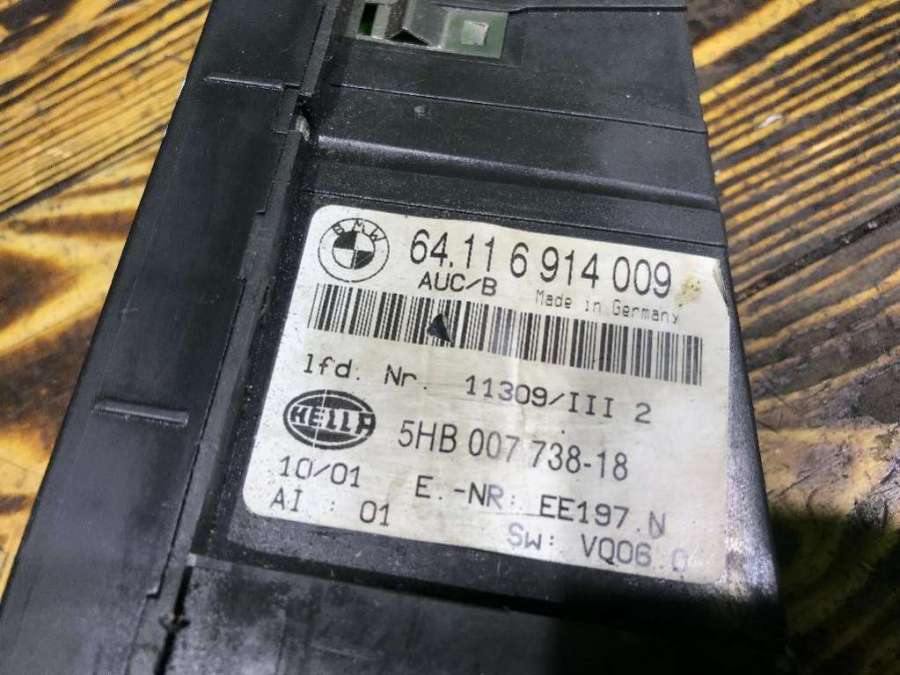 BMW
64.11 6 914 009
AUC/B Made in Germany
lfd. Nr. 11309/III 2
HELLA
5HB 007 738-18
10/01 E.-NR: EE197.N
AI : 01
SW: VQ06.0